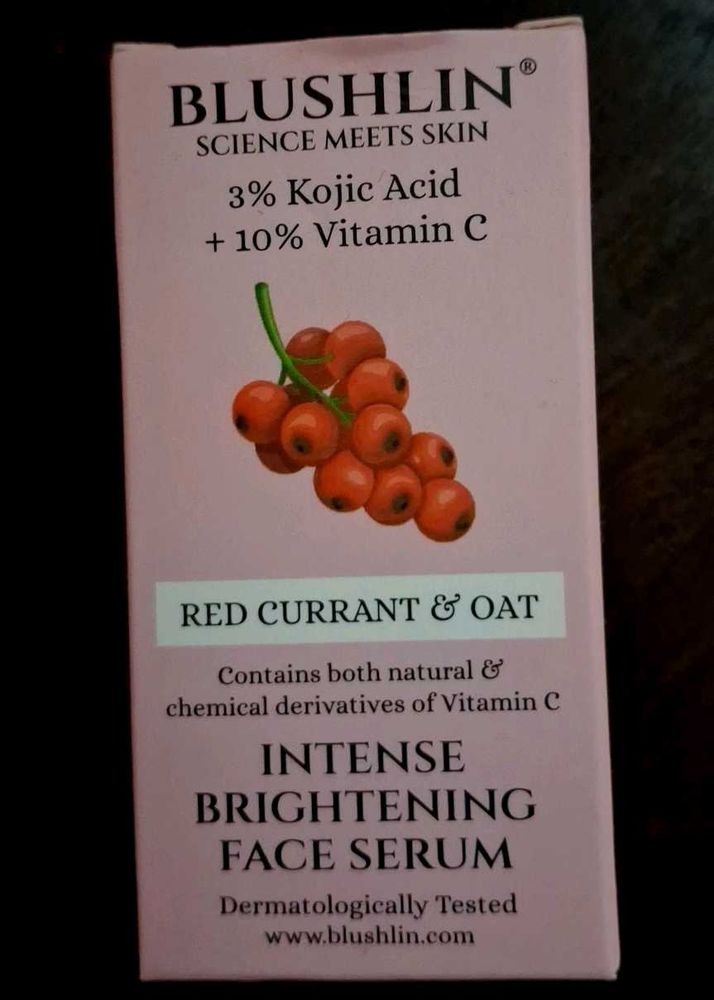 BLUSHLIN®
SCIENCE MEETS SKIN
3% Kojic Acid
+ 10% Vitamin C
RED CURRANT & OAT
Contains both natural &
chemical derivatives of Vitamin C
INTENSE
BRIGHTENING
FACE SERUM
Dermatologically Tested
www.blushlin.com